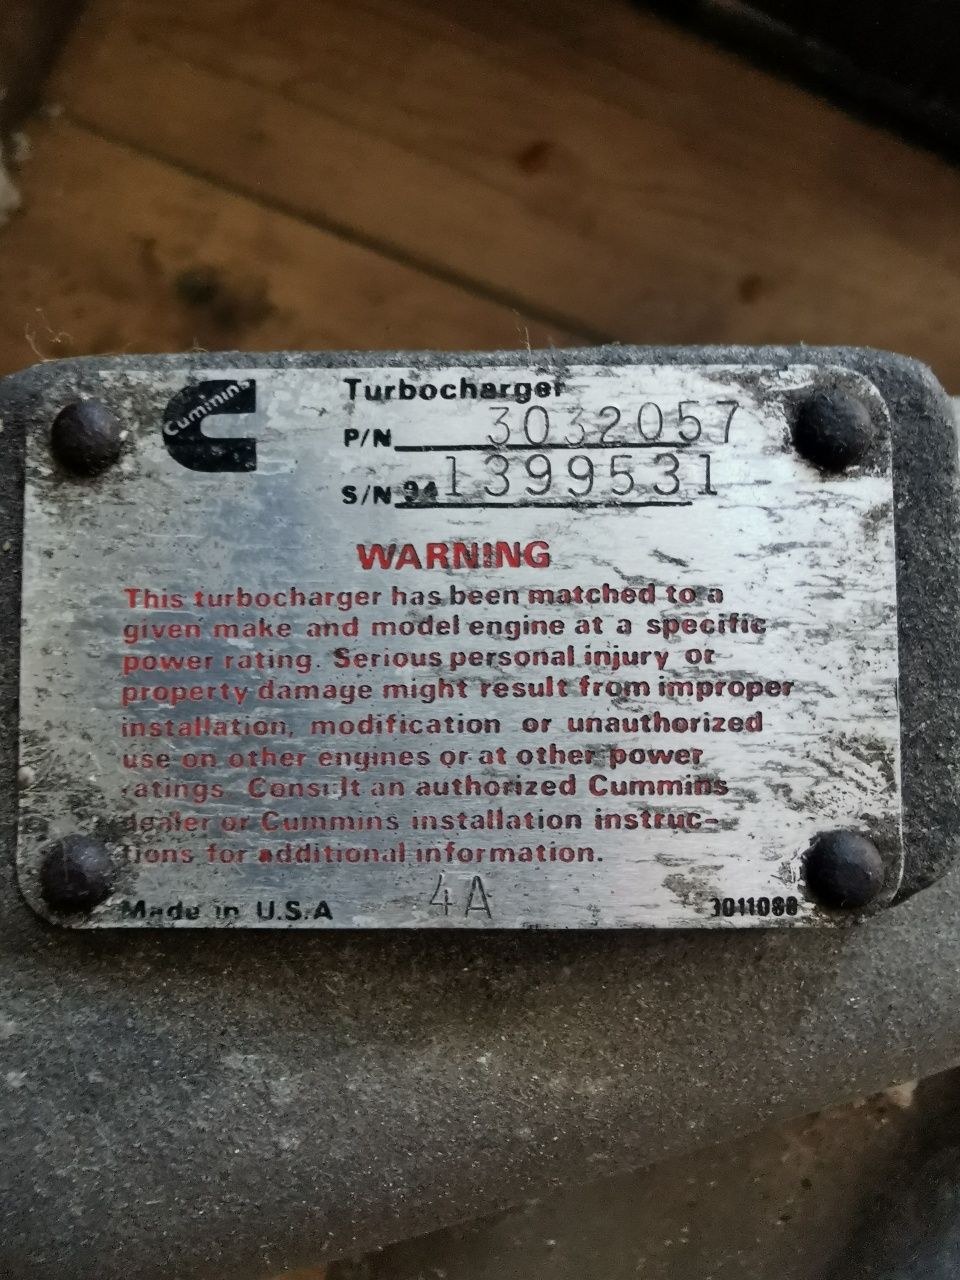 Cummins
Turbocharger
P/N 3032057
S/N 94 1399531
WARNING
This turbocharger has been matched to a
given make and model engine at a specific
power rating. Serious personal injury or
property damage might result from improper
installation, modification or unauthorized
use on other engines or at other power
ratings. Consult an authorized Cummins
dealer or Cummins installation instruc-
tions for additional information.
4A
Made in U.S.A